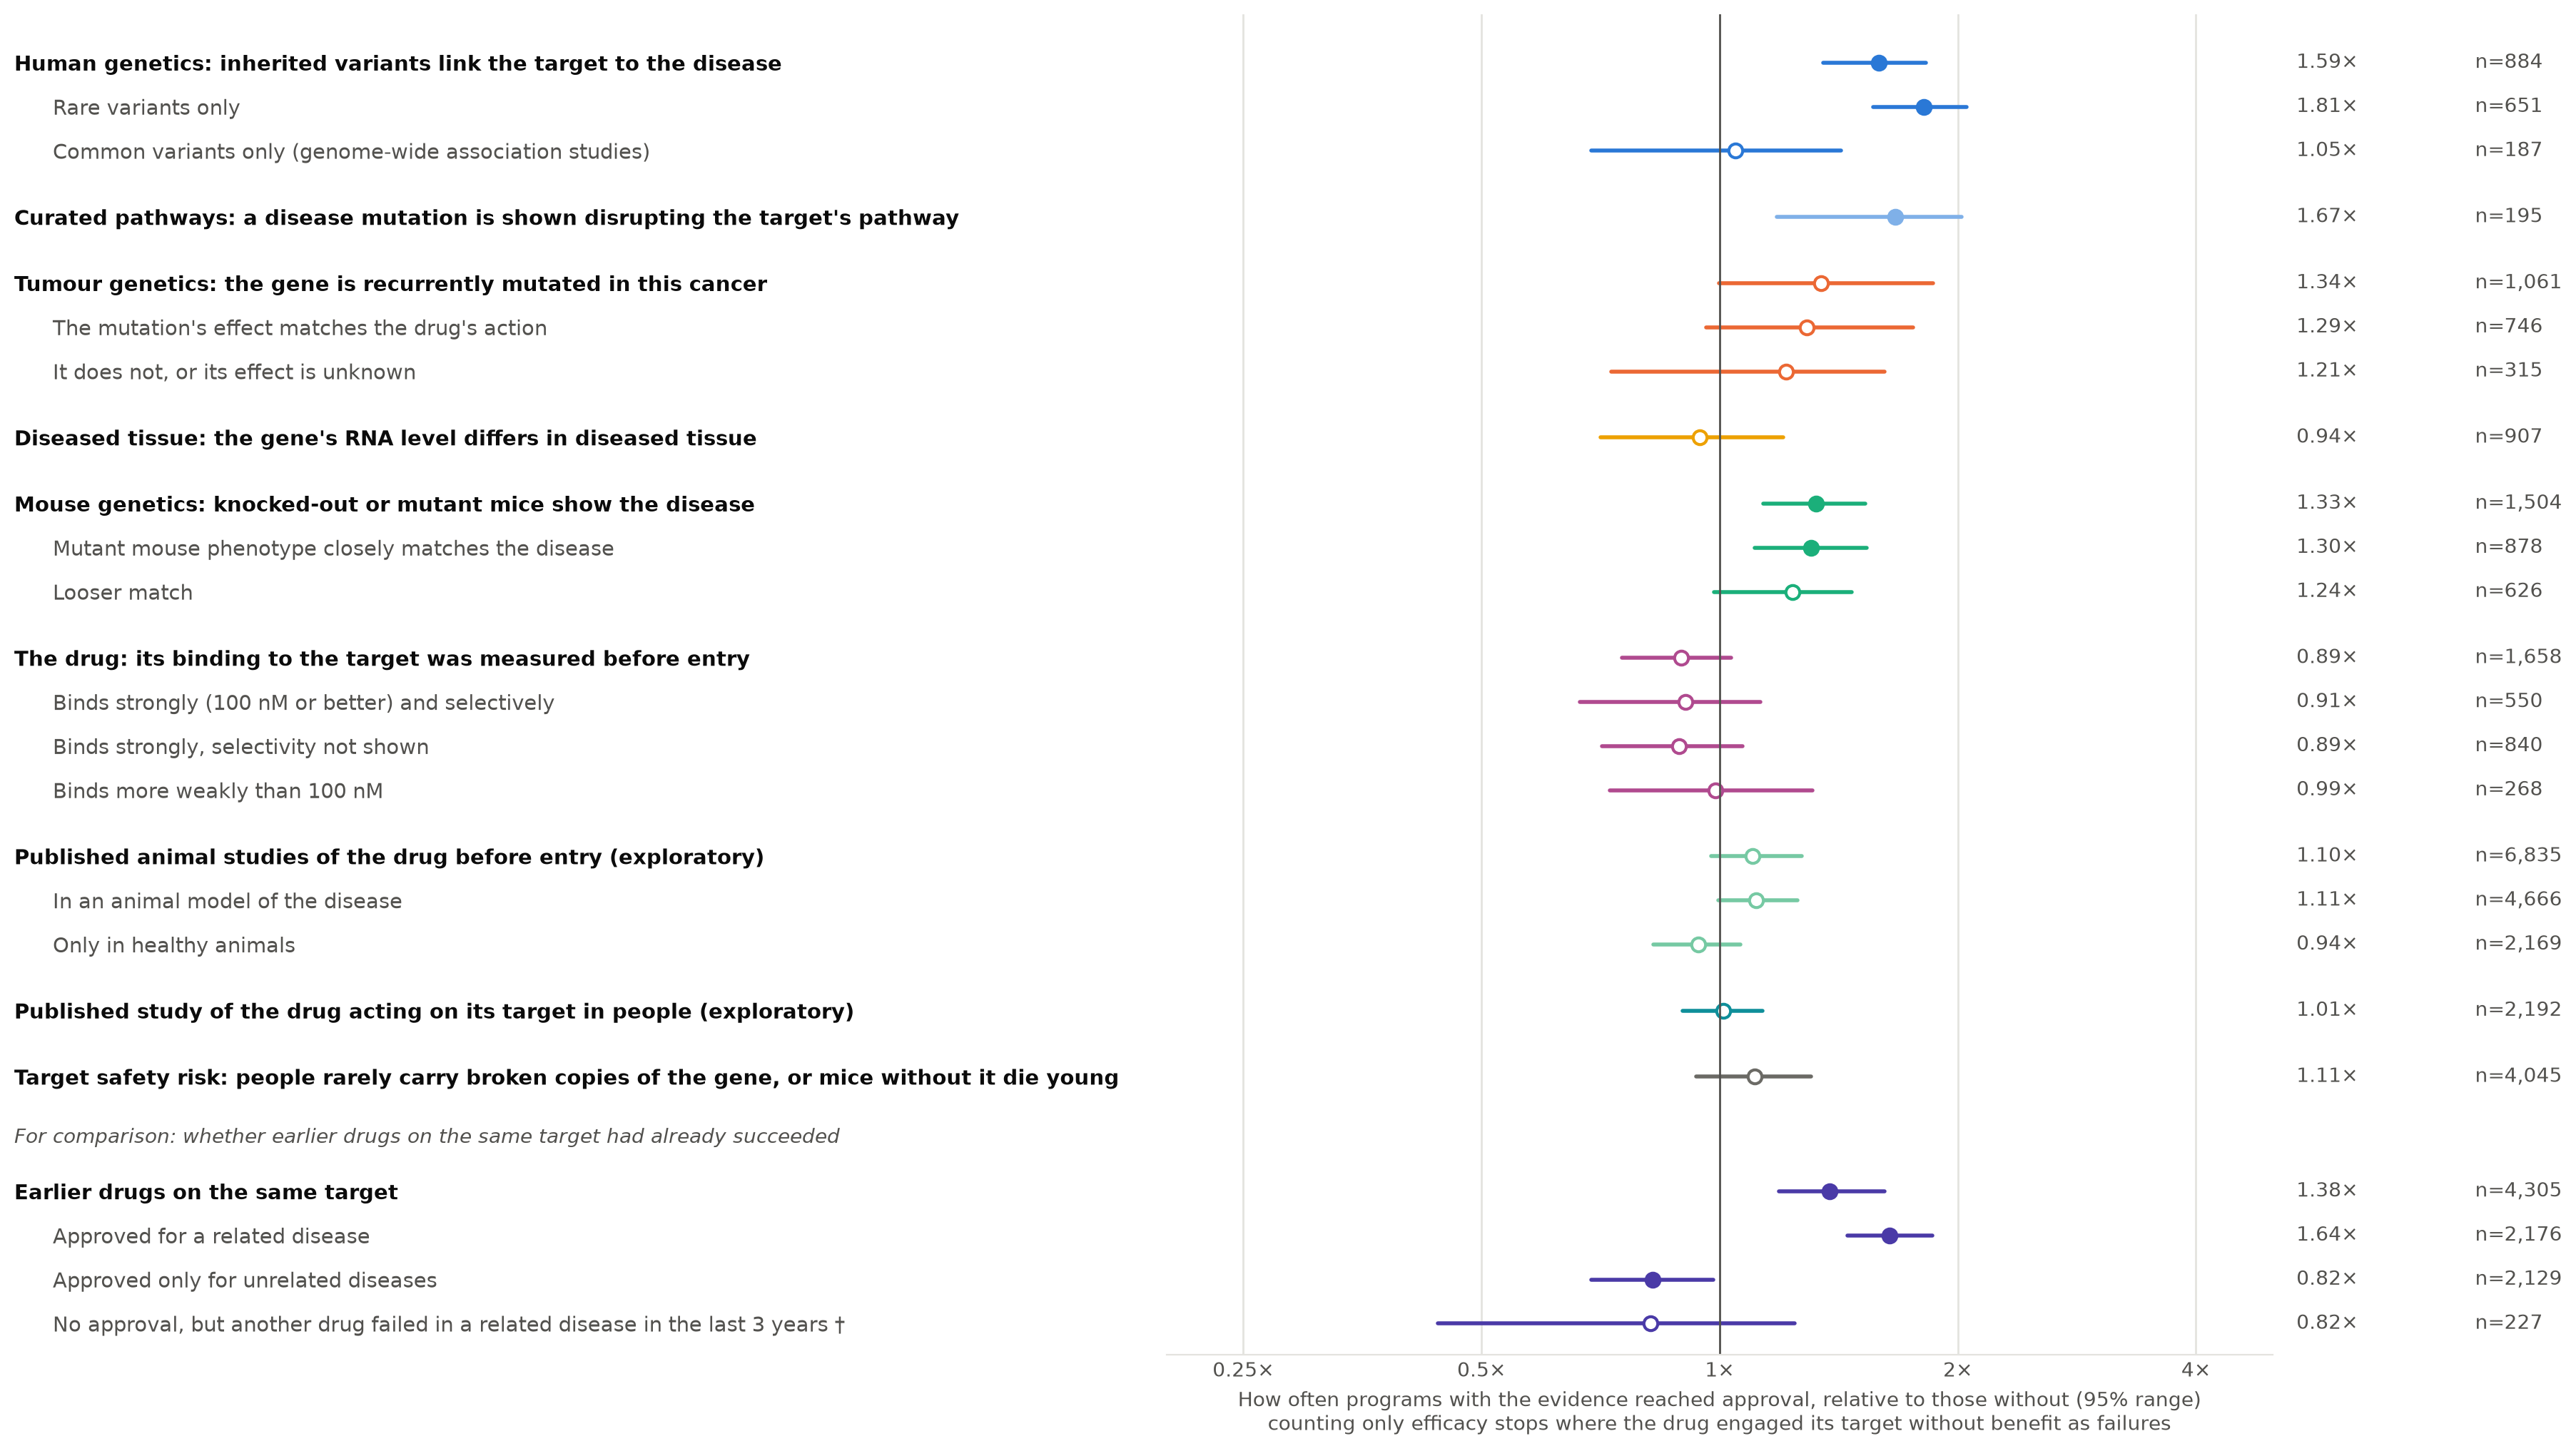 Human genetics: inherited variants link the target to the disease 1.59× n=884
Rare variants only 1.81× n=651
Common variants only (genome-wide association studies) 1.05× n=187
Curated pathways: a disease mutation is shown disrupting the target's pathway 1.67× n=195
Tumour genetics: the gene is recurrently mutated in this cancer 1.34× n=1,061
The mutation's effect matches the drug's action 1.29× n=746
It does not, or its effect is unknown 1.21× n=315
Diseased tissue: the gene's RNA level differs in diseased tissue 0.94× n=907
Mouse genetics: knocked-out or mutant mice show the disease 1.33× n=1,504
Mutant mouse phenotype closely matches the disease 1.30× n=878
Looser match 1.24× n=626
The drug: its binding to the target was measured before entry 0.89× n=1,658
Binds strongly (100 nM or better) and selectively 0.91× n=550
Binds strongly, selectivity not shown 0.89× n=840
Binds more weakly than 100 nM 0.99× n=268
Published animal studies of the drug before entry (exploratory) 1.10× n=6,835
In an animal model of the disease 1.11× n=4,666
Only in healthy animals 0.94× n=2,169
Published study of the drug acting on its target in people (exploratory) 1.01× n=2,192
Target safety risk: people rarely carry broken copies of the gene, or mice without it die young 1.11× n=4,045
For comparison: whether earlier drugs on the same target had already succeeded
Earlier drugs on the same target 1.38× n=4,305
Approved for a related disease 1.64× n=2,176
Approved only for unrelated diseases 0.82× n=2,129
No approval, but another drug failed in a related disease in the last 3 years † 0.82× n=227
0.25× 0.5× 1× 2× 4×
How often programs with the evidence reached approval, relative to those without (95% range)
counting only efficacy stops where the drug engaged its target without benefit as failures